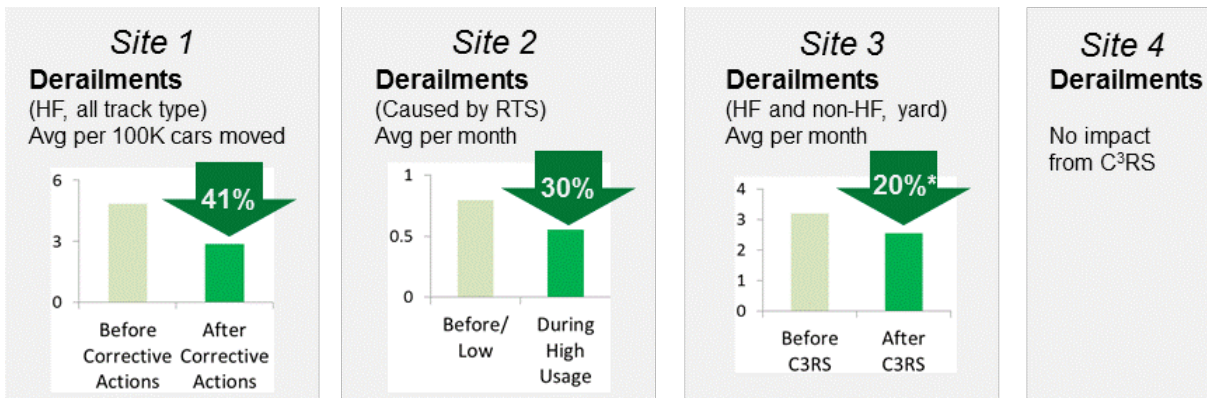 Site 1
Derailments
(HF, all track type)
Avg per 100K cars moved
41%
6
3
0
Before
Corrective
Actions
After
Corrective
Actions
Site 2
Derailments
(Caused by RTS)
Avg per month
30%
1
0.5
0
Before/
Low
During
High
Usage
Site 3
Derailments
(HF and non-HF, yard)
Avg per month
20%*
4
3
2
1
0
Before
C3RS
After
C3RS
Site 4
Derailments
No impact
from C³RS